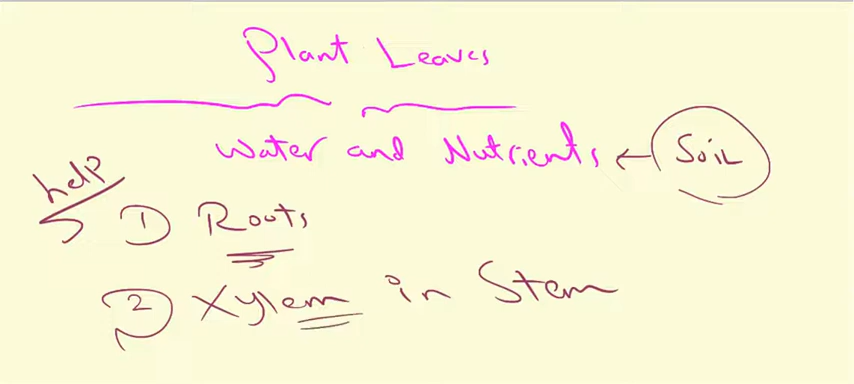 Plant Leaves
Water and Nutrients ← Soil
help
1 Roots
2 Xylem in Stem